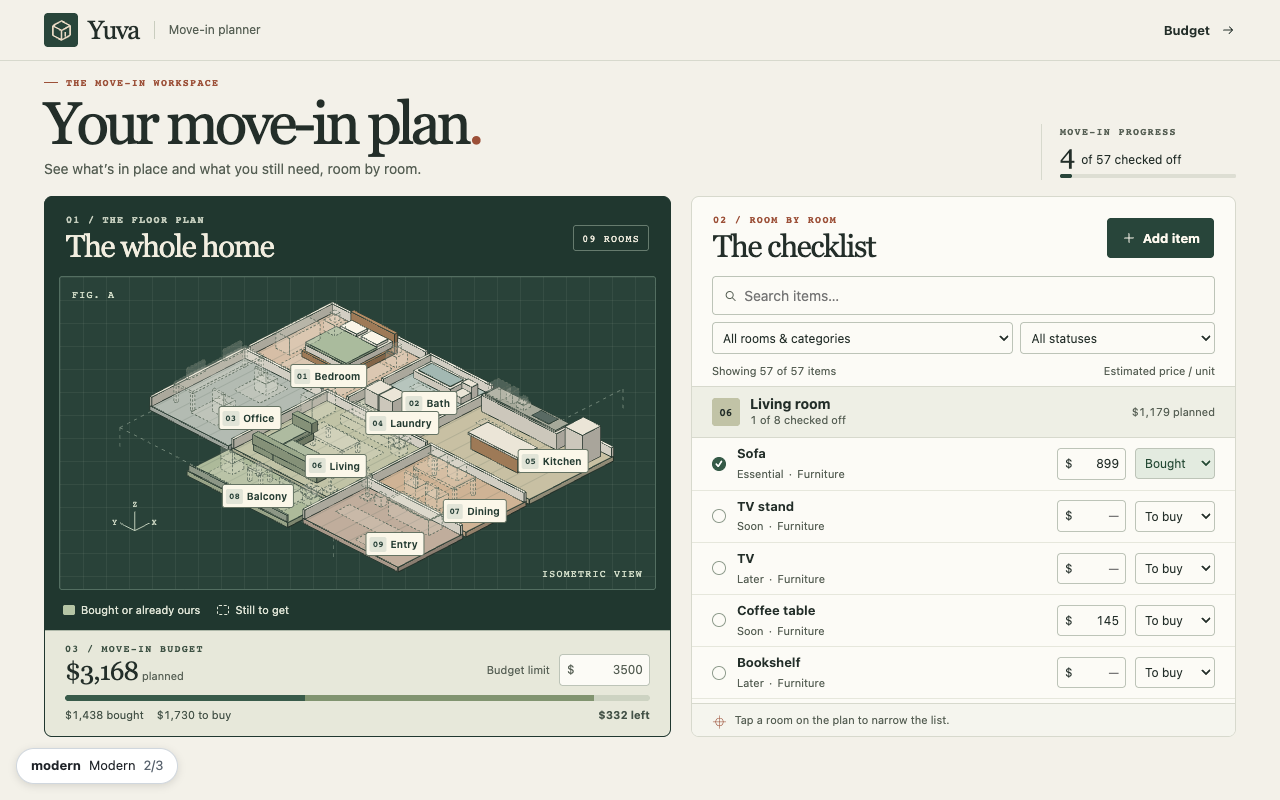 Yuva
Move-in planner
Budget →
THE MOVE-IN WORKSPACE
Your move-in plan.
See what's in place and what you still need, room by room.
MOVE-IN PROGRESS
4 of 57 checked off
01 / THE FLOOR PLAN
The whole home
09 ROOMS
FIG. A
01 Bedroom
02 Bath
03 Office
04 Laundry
05 Kitchen
06 Living
08 Balcony
07 Dining
09 Entry
Z
Y X
ISOMETRIC VIEW
Bought or already ours
Still to get
03 / MOVE-IN BUDGET
$3,168 planned
Budget limit $ 3500
$1,438 bought $1,730 to buy $332 left
02 / ROOM BY ROOM
The checklist
+ Add item
Search items...
All rooms & categories
All statuses
Showing 57 of 57 items
Estimated price / unit
06 Living room
1 of 8 checked off
$1,179 planned
Sofa
Essential · Furniture
$ 899 Bought
TV stand
Soon · Furniture
$ — To buy
TV
Later · Furniture
$ — To buy
Coffee table
Soon · Furniture
$ 145 To buy
Bookshelf
Later · Furniture
$ — To buy
Tap a room on the plan to narrow the list.
modern Modern 2/3